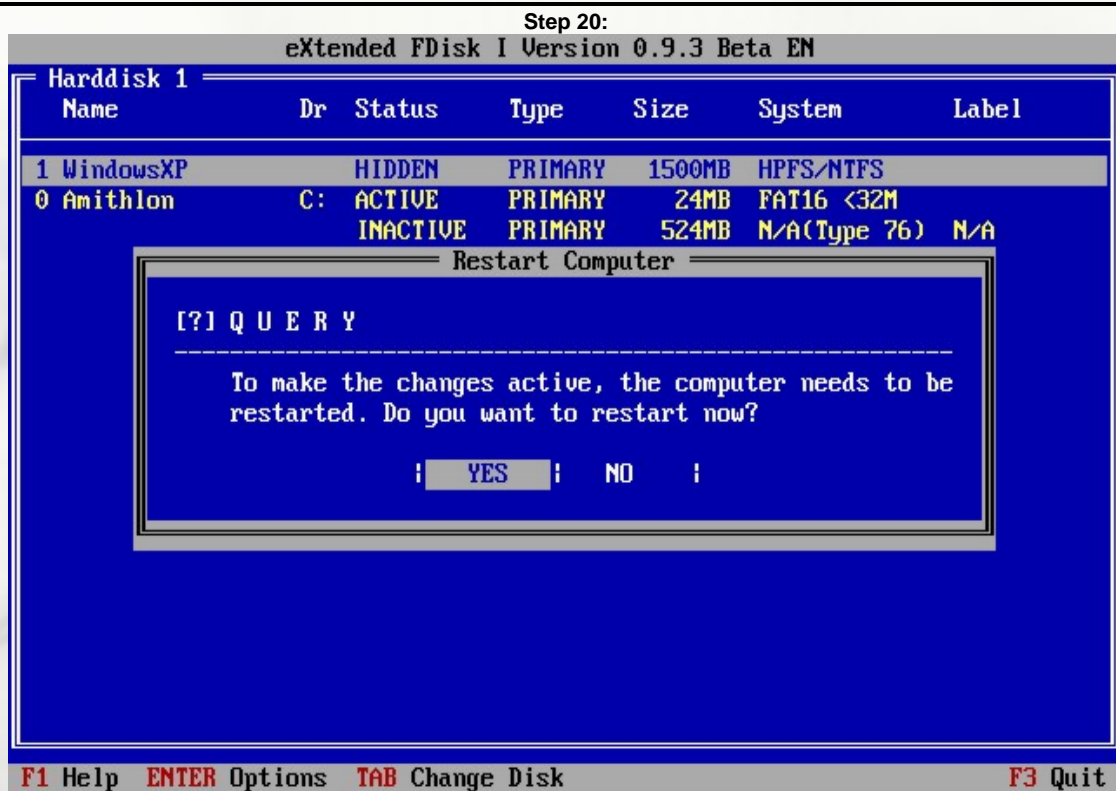 Step 20:
eXtended FDisk I Version 0.9.3 Beta EN
Harddisk 1
Name Dr Status Type Size System Label
1 WindowsXP HIDDEN PRIMARY 1500MB HPFS/NTFS
0 Amithlon C: ACTIVE PRIMARY 24MB FAT16 <32M
INACTIVE PRIMARY 524MB N/A(Type 76) N/A
Restart Computer
[?] Q U E R Y
To make the changes active, the computer needs to be
restarted. Do you want to restart now?
¦ YES ¦ NO ¦
F1 Help ENTER Options TAB Change Disk F3 Quit